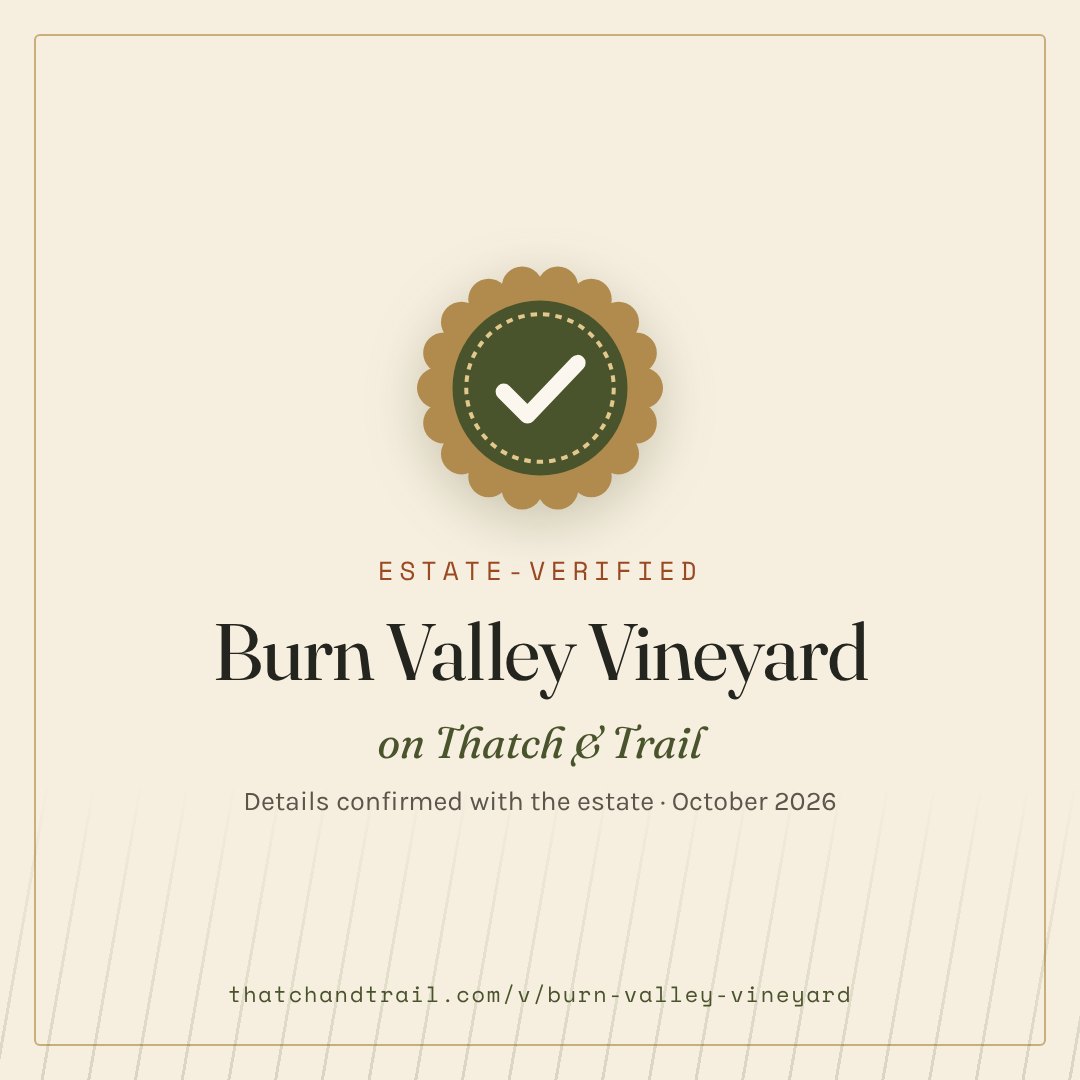 ESTATE-VERIFIED
Burn Valley Vineyard
on Thatch & Trail
Details confirmed with the estate · October 2026
thatchandtrail.com/v/burn-valley-vineyard